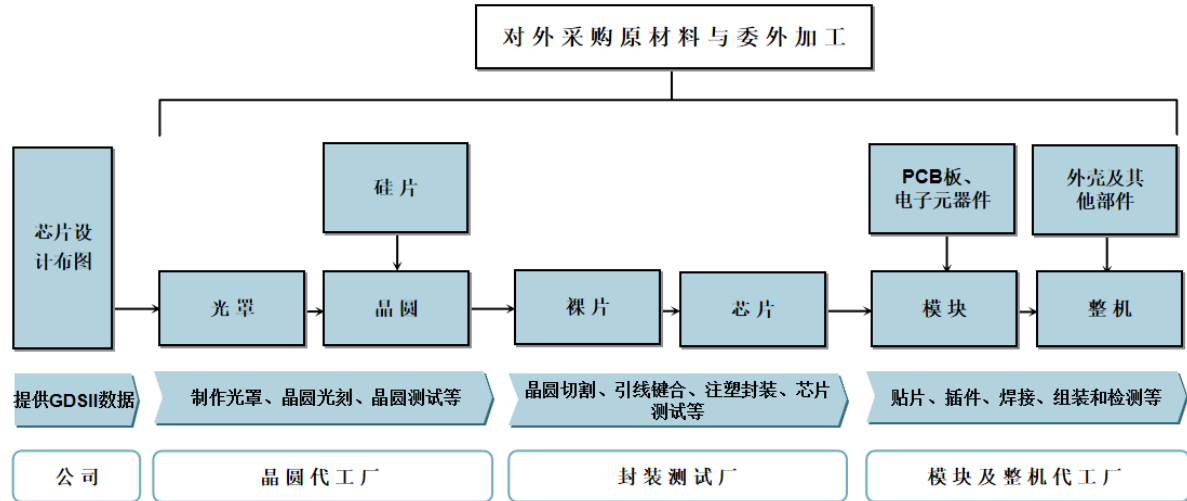 对外采购原材料与委外加工
硅片
PCB板、
电子元器件
外壳及其
他部件
芯片设
计布图
光罩
晶圆
裸片
芯片
模块
整机
提供GDSII数据
制作光罩、晶圆光刻、晶圆测试等
晶圆切割、引线键合、注塑封装、芯片
测试等
贴片、插件、焊接、组装和检测等
公司
晶圆代工厂
封装测试厂
模块及整机代工厂